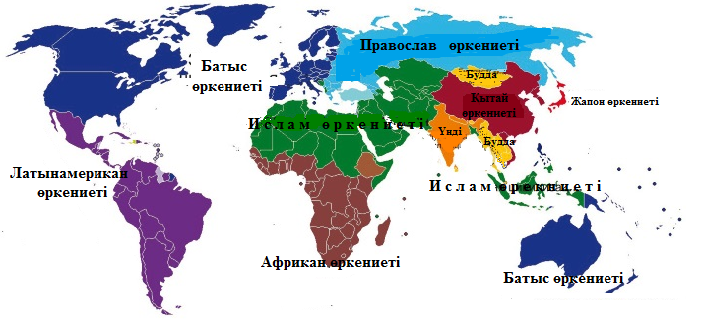 Православ өркениеті
Батыс
өркениеті
Будда
Қытай
өркениеті
Жапон өркениеті
Ислам өркениеті
Үнді
Будда
Латынамерикан
өркениеті
Ислам өркениеті
Африкан өркениеті
Батыс өркениеті